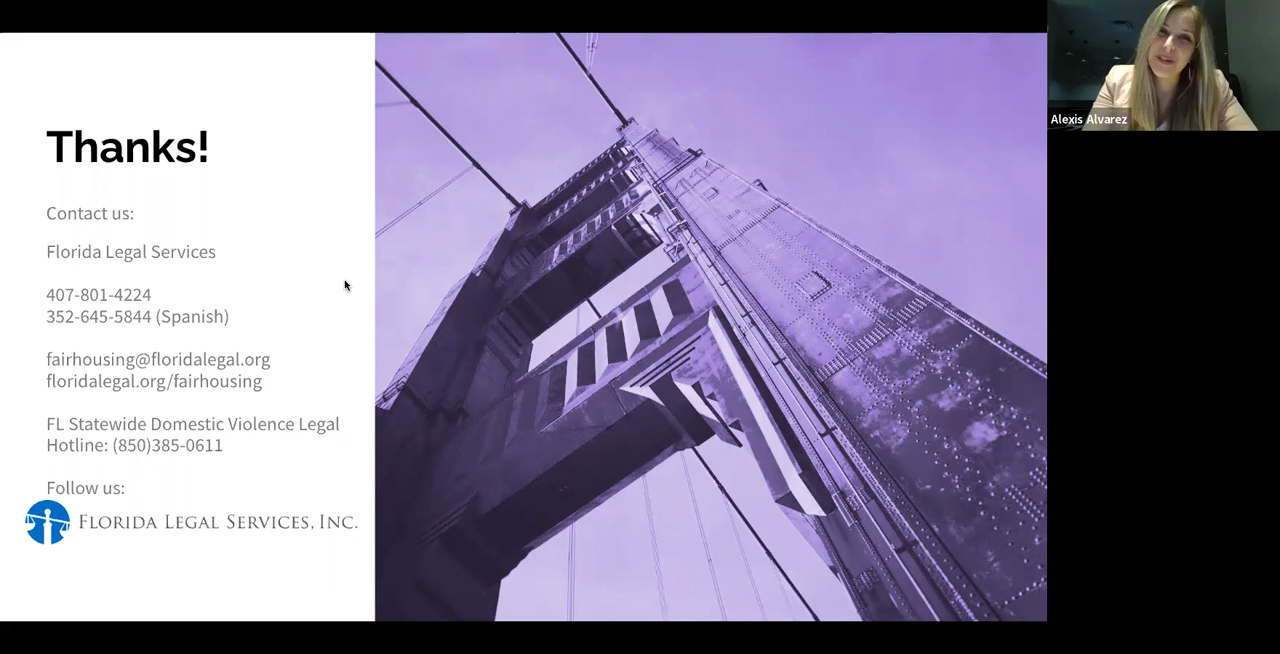 Thanks!
Contact us:
Florida Legal Services
407-801-4224
352-645-5844 (Spanish)
fairhousing@floridalegal.org
floridalegal.org/fairhousing
FL Statewide Domestic Violence Legal
Hotline: (850)385-0611
Follow us:
FLORIDA LEGAL SERVICES, INC.
Alexis Alvarez